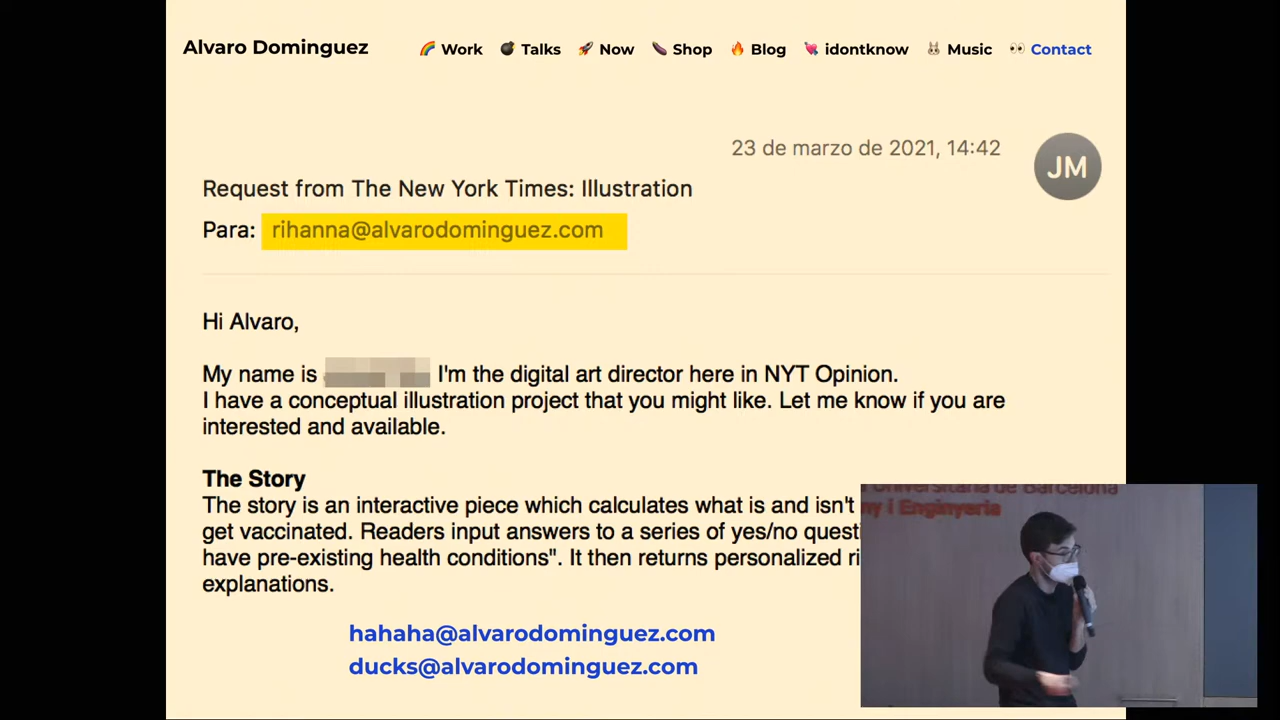 Alvaro Dominguez
🌈 Work 💣 Talks 🚀 Now 🍆 Shop 🔥 Blog 💘 idontknow 🐰 Music 👀 Contact
23 de marzo de 2021, 14:42
JM
Request from The New York Times: Illustration
Para: rihanna@alvarodominguez.com
Hi Alvaro,
My name is I'm the digital art director here in NYT Opinion.
I have a conceptual illustration project that you might like. Let me know if you are
interested and available.
The Story
The story is an interactive piece which calculates what is and isn't
get vaccinated. Readers input answers to a series of yes/no
have pre-existing health conditions". It then returns personalized
explanations.
hahaha@alvarodominguez.com
ducks@alvarodominguez.com
Universitària de Barcelona
i Enginyeria